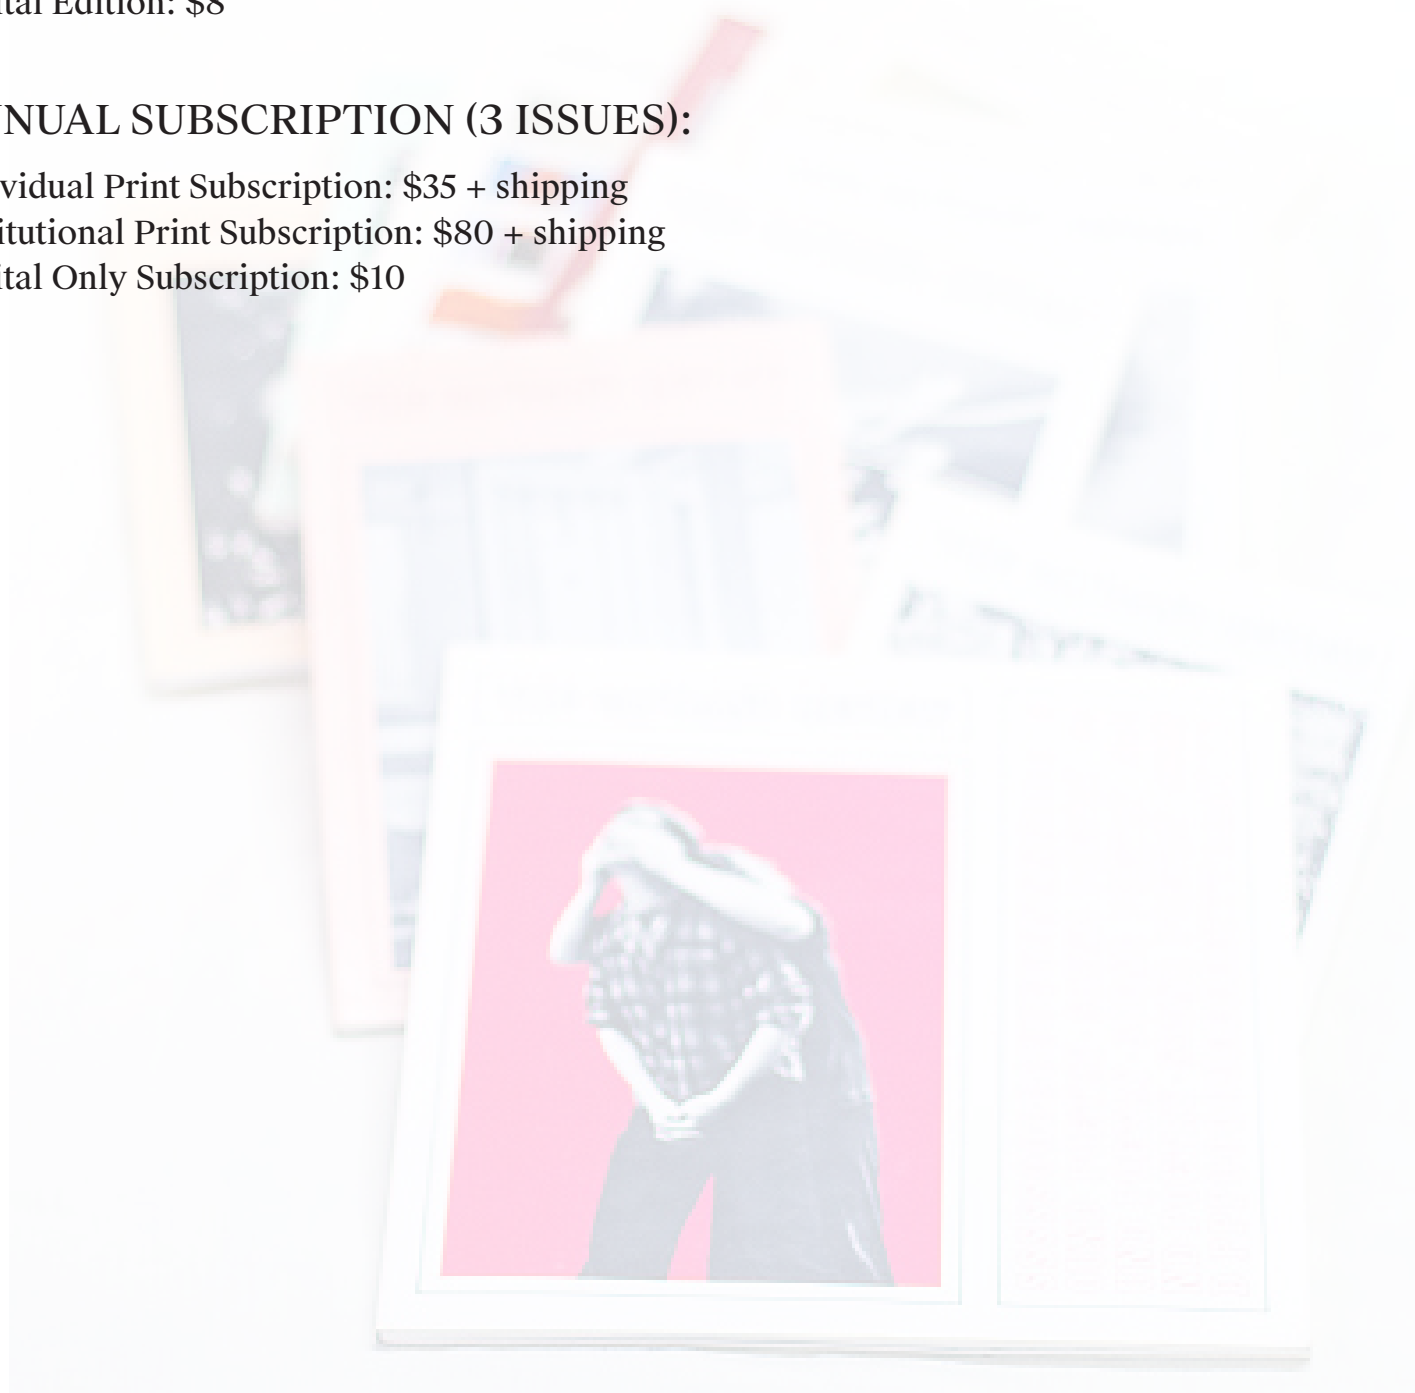 ital Edition: $8
NUAL SUBSCRIPTION (3 ISSUES):
vidual Print Subscription: $35 + shipping
itutional Print Subscription: $80 + shipping
ital Only Subscription: $10